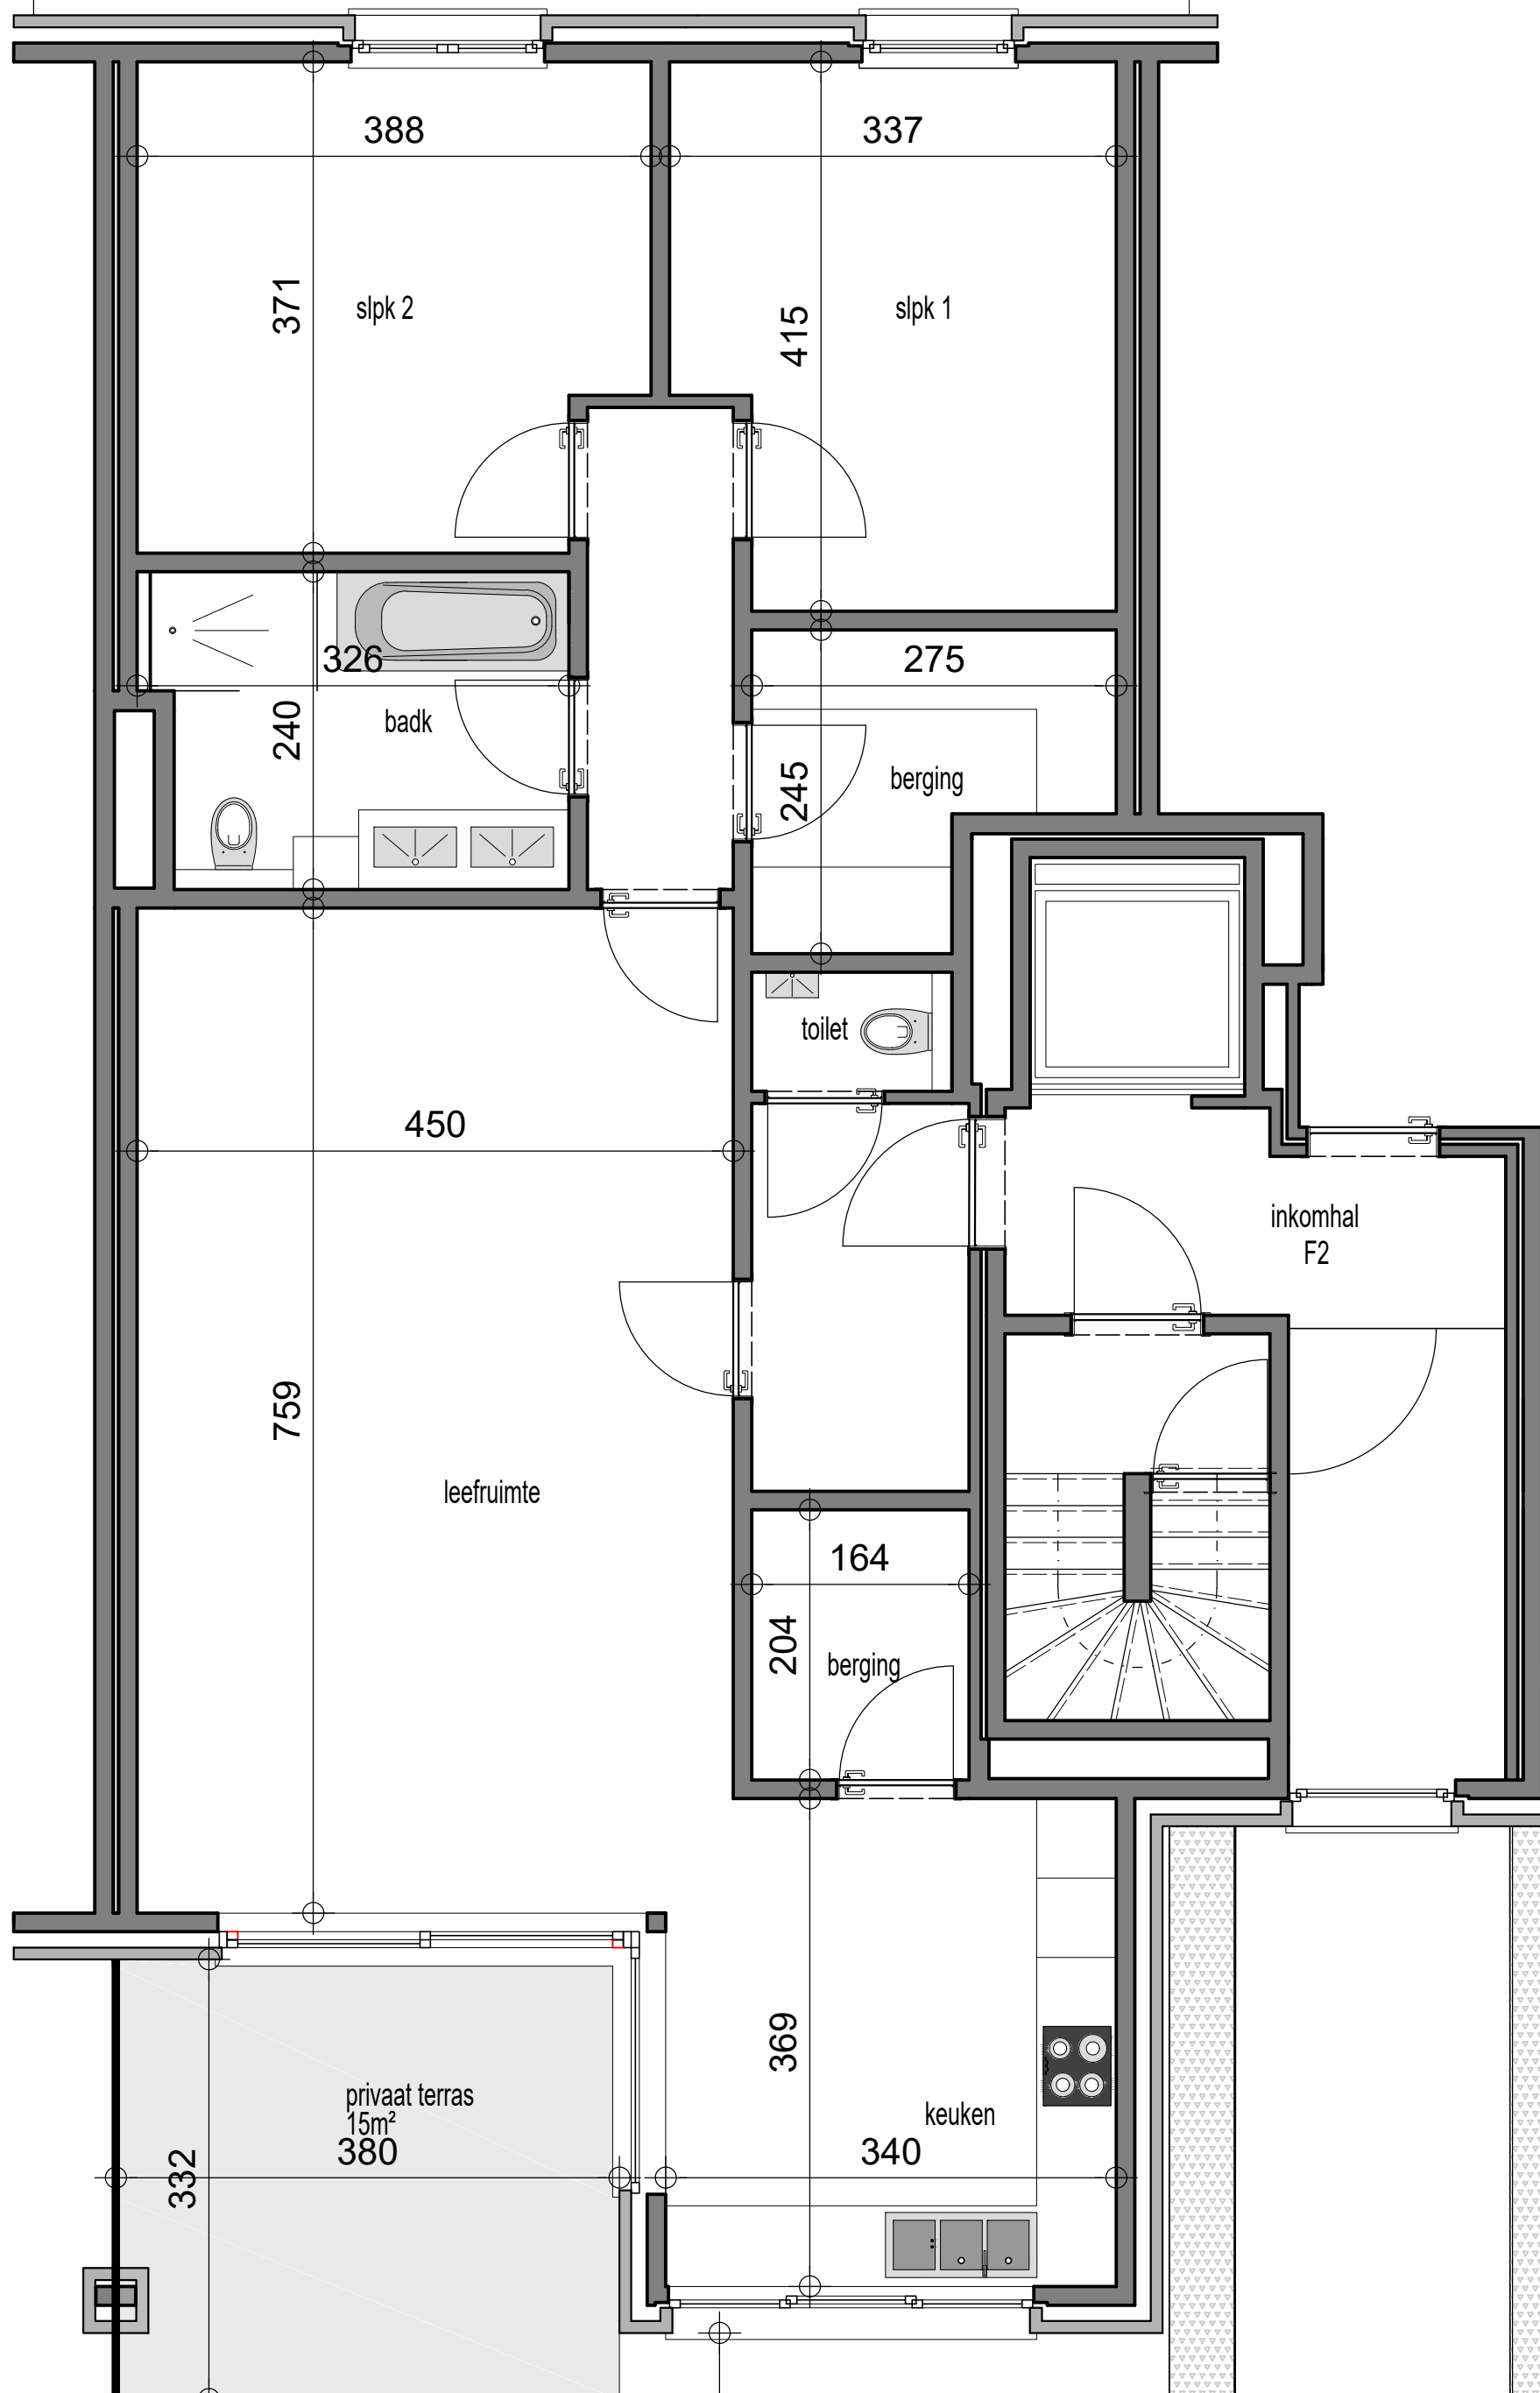 388
337
371
slpk 2
415
slpk 1
326
275
240
badk
245
berging
toilet
450
inkomhal
F2
759
leefruimte
164
204
berging
369
privaat terras
15m²
keuken
332
380
340